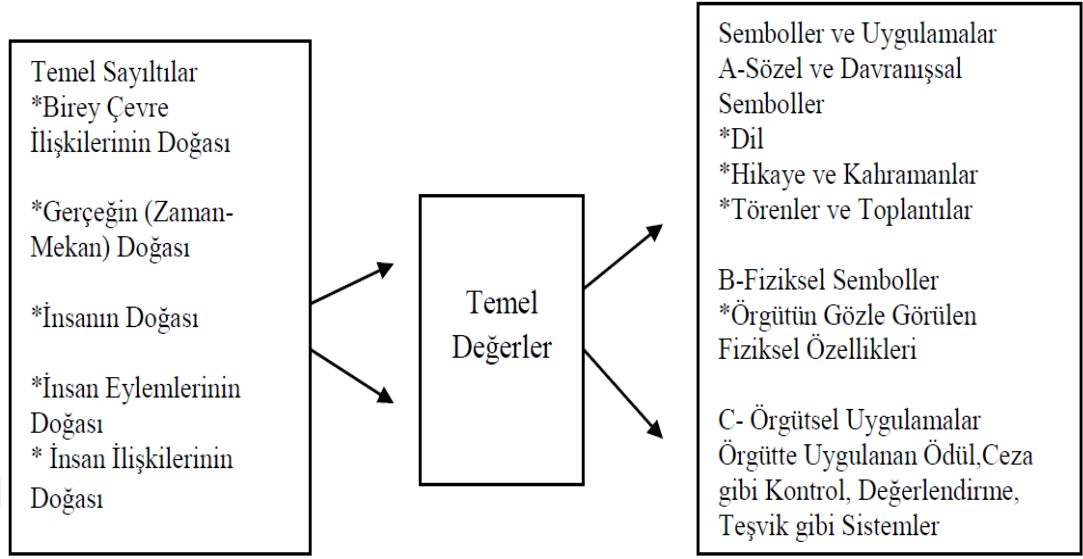 Temel Sayıltılar
*Birey Çevre
İlişkilerinin Doğası
*Gerçeğin (Zaman-
Mekan) Doğası
*İnsanın Doğası
*İnsan Eylemlerinin
Doğası
* İnsan İlişkilerinin
Doğası
Temel
Değerler
Semboller ve Uygulamalar
A-Sözel ve Davranışsal
Semboller
*Dil
*Hikaye ve Kahramanlar
*Törenler ve Toplantılar
B-Fiziksel Semboller
*Örgütün Gözle Görülen
Fiziksel Özellikleri
C- Örgütsel Uygulamalar
Örgütte Uygulanan Ödül,Ceza
gibi Kontrol, Değerlendirme,
Teşvik gibi Sistemler